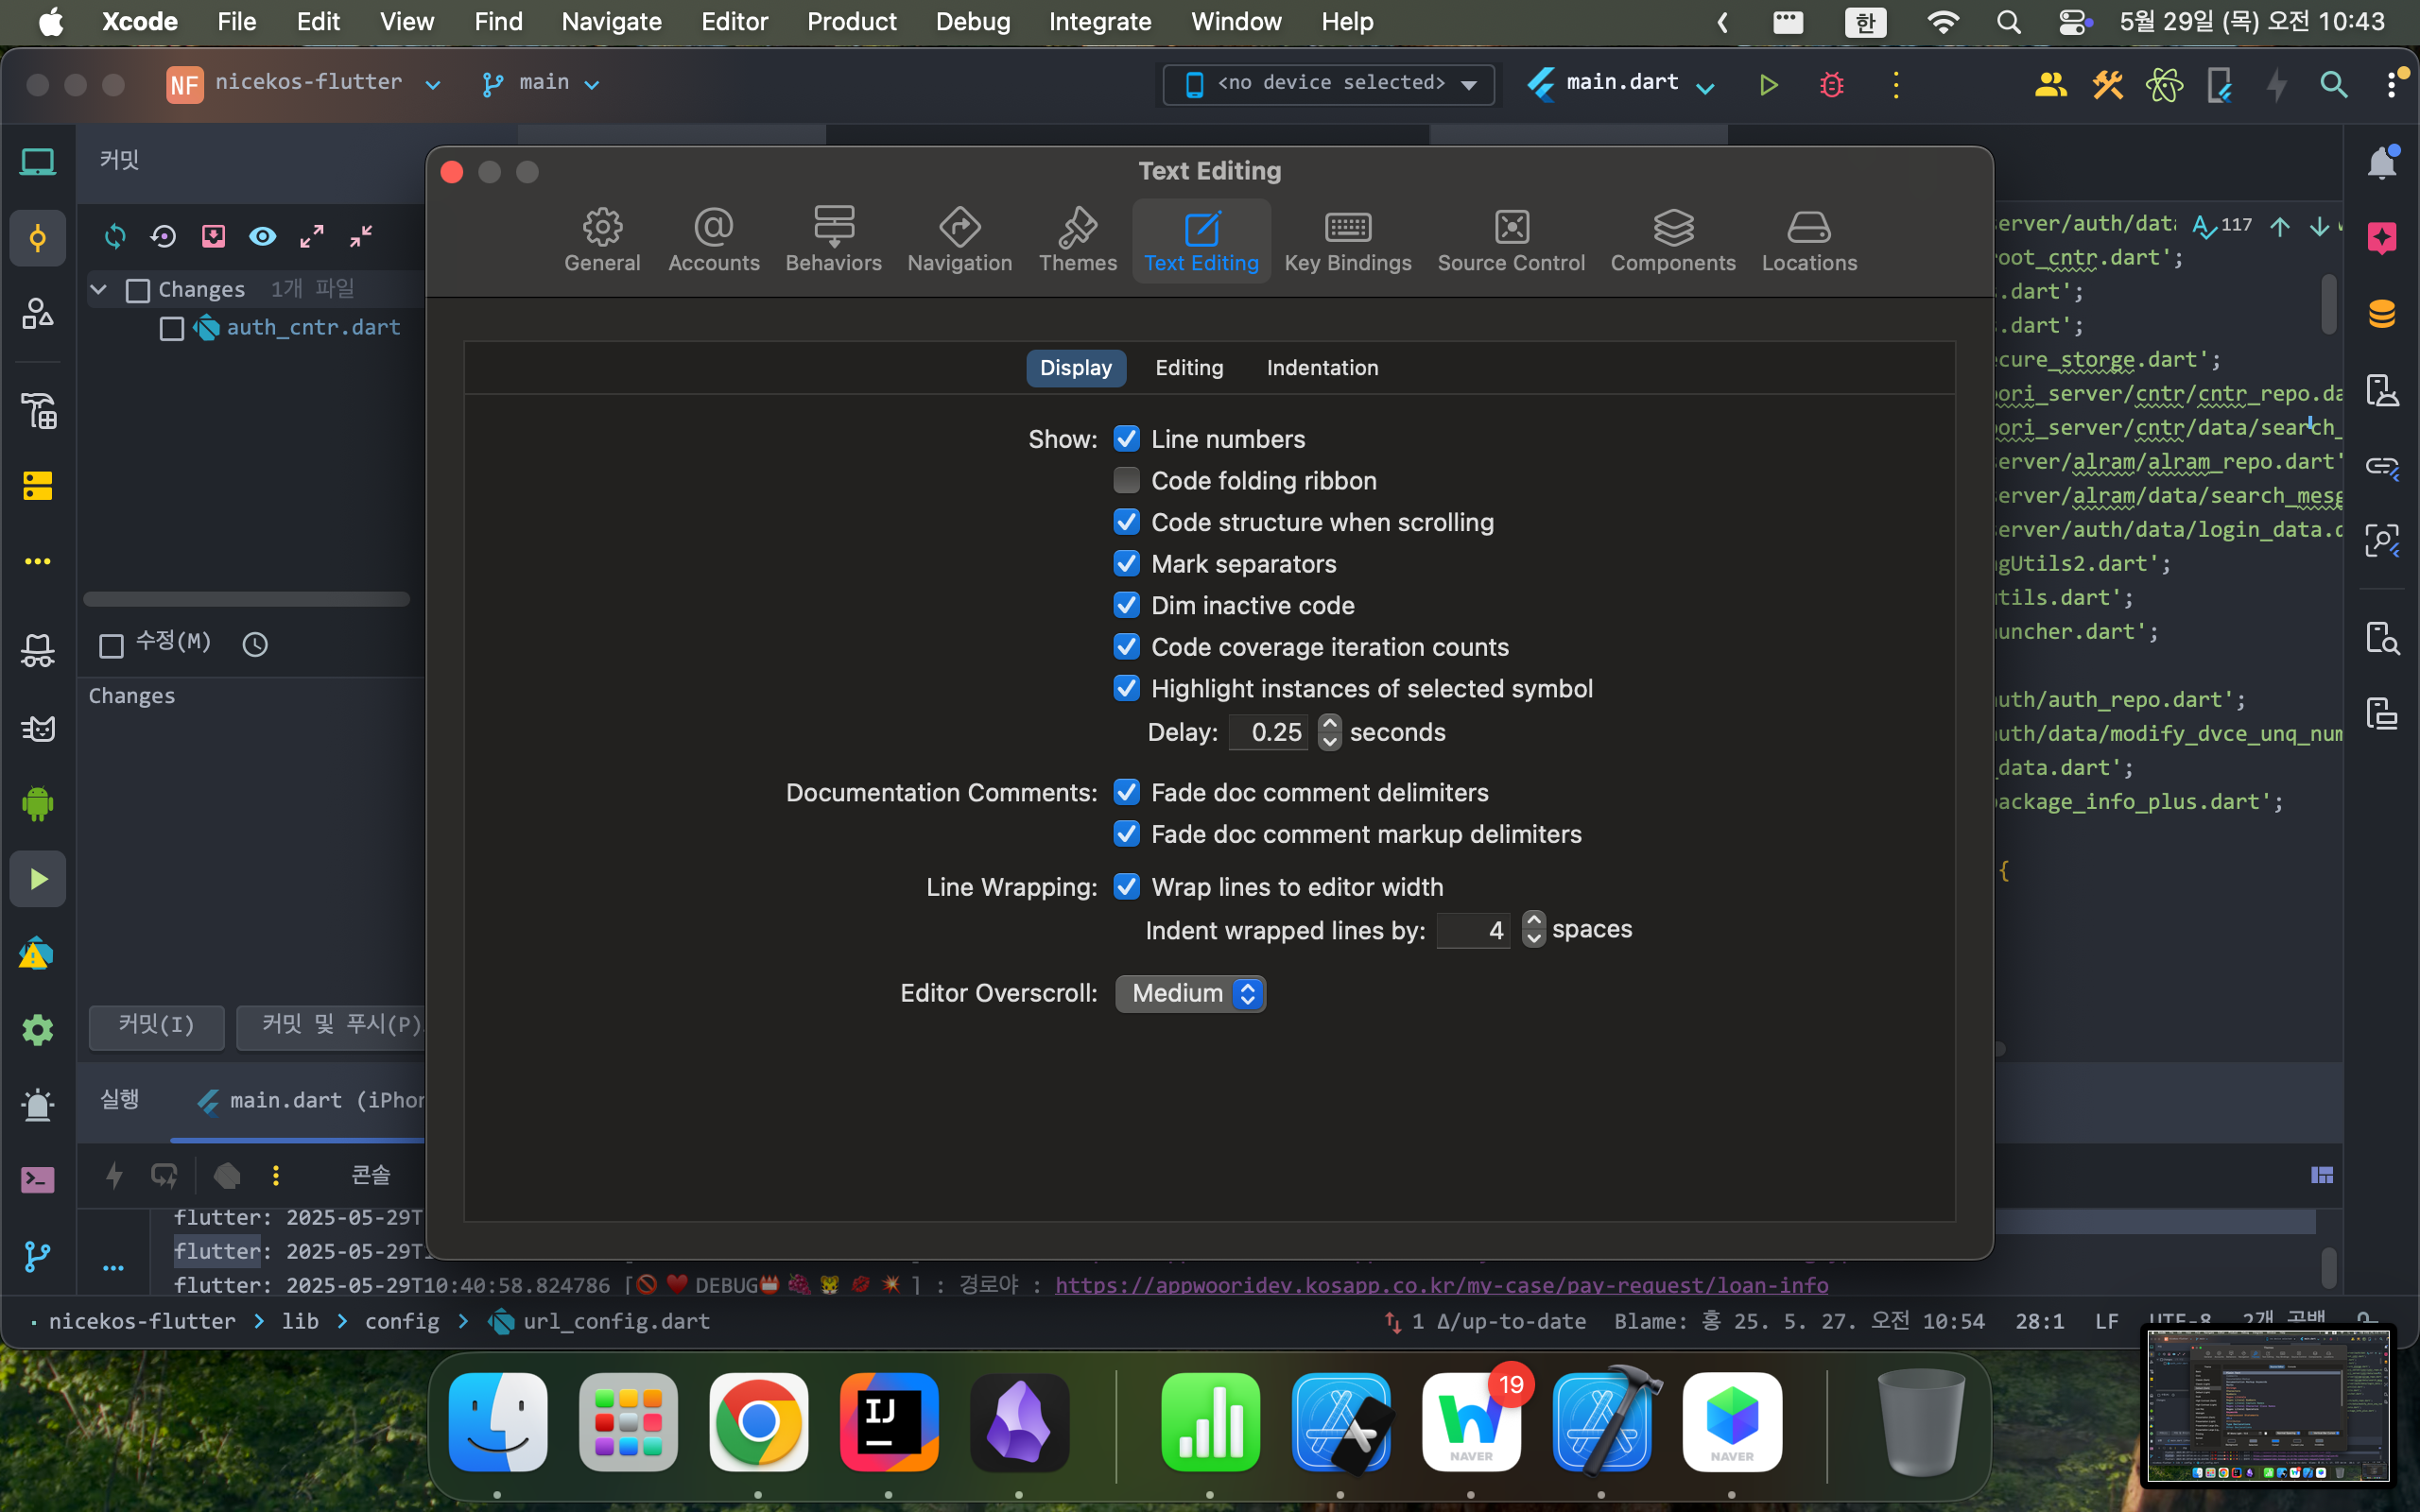 Xcode File Edit View Find Navigate Editor Product Debug Integrate Window Help 한 5월 29일 (목) 오전 10:43
NF nicekos-flutter main <no device selected> main.dart
커밋
Text Editing
General Accounts Behaviors Navigation Themes Text Editing Key Bindings Source Control Components Locations
Changes 1개 파일
auth_cntr.dart
수정(M)
Changes
커밋(I) 커밋 및 푸시(P)
Display Editing Indentation
Show: Line numbers
Code folding ribbon
Code structure when scrolling
Mark separators
Dim inactive code
Code coverage iteration counts
Highlight instances of selected symbol
Delay: 0.25 seconds
Documentation Comments: Fade doc comment delimiters
Fade doc comment markup delimiters
Line Wrapping: Wrap lines to editor width
Indent wrapped lines by: 4 spaces
Editor Overscroll: Medium
erver/auth/data 117
oot_cntr.dart';
.dart';
.dart';
ecure_storge.dart';
ori_server/cntr/cntr_repo.da
ori_server/cntr/data/search_
erver/alram/alram_repo.dart'
erver/alram/data/search_mesg
erver/auth/data/login_data.d
gUtils2.dart';
tils.dart';
uncher.dart';
uth/auth_repo.dart';
uth/data/modify_dvce_unq_num
_data.dart';
ackage_info_plus.dart';
{
실행 main.dart (iPhon
콘솔
flutter: 2025-05-29T
flutter: 2025-05-29T1
flutter: 2025-05-29T10:40:58.824786 [🚫 ❤️ DEBUG📛 🍇 🐯 💋 💥 ] : 경로야 : https://appwooridev.kosapp.co.kr/my-case/pay-request/loan-info
nicekos-flutter > lib > config > url_config.dart 1 ∆/up-to-date Blame: 홍 25. 5. 27. 오전 10:54 28:1 LF UTF-8 2개 공백
IJ NAVER 19 NAVER